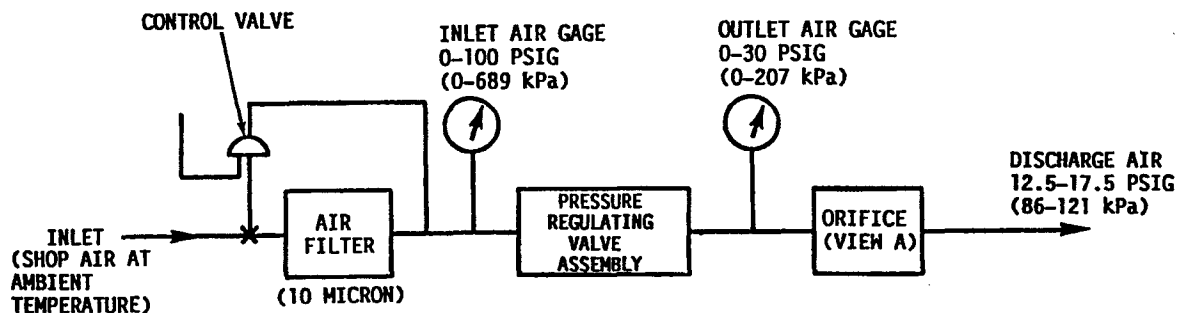 CONTROL VALVE
INLET AIR GAGE
0-100 PSIG
(0-689 kPa)
OUTLET AIR GAGE
0-30 PSIG
(0-207 kPa)
DISCHARGE AIR
12.5-17.5 PSIG
(86-121 kPa)
INLET
(SHOP AIR AT
AMBIENT
TEMPERATURE)
AIR
FILTER
(10 MICRON)
PRESSURE
REGULATING
VALVE
ASSEMBLY
ORIFICE
(VIEW A)